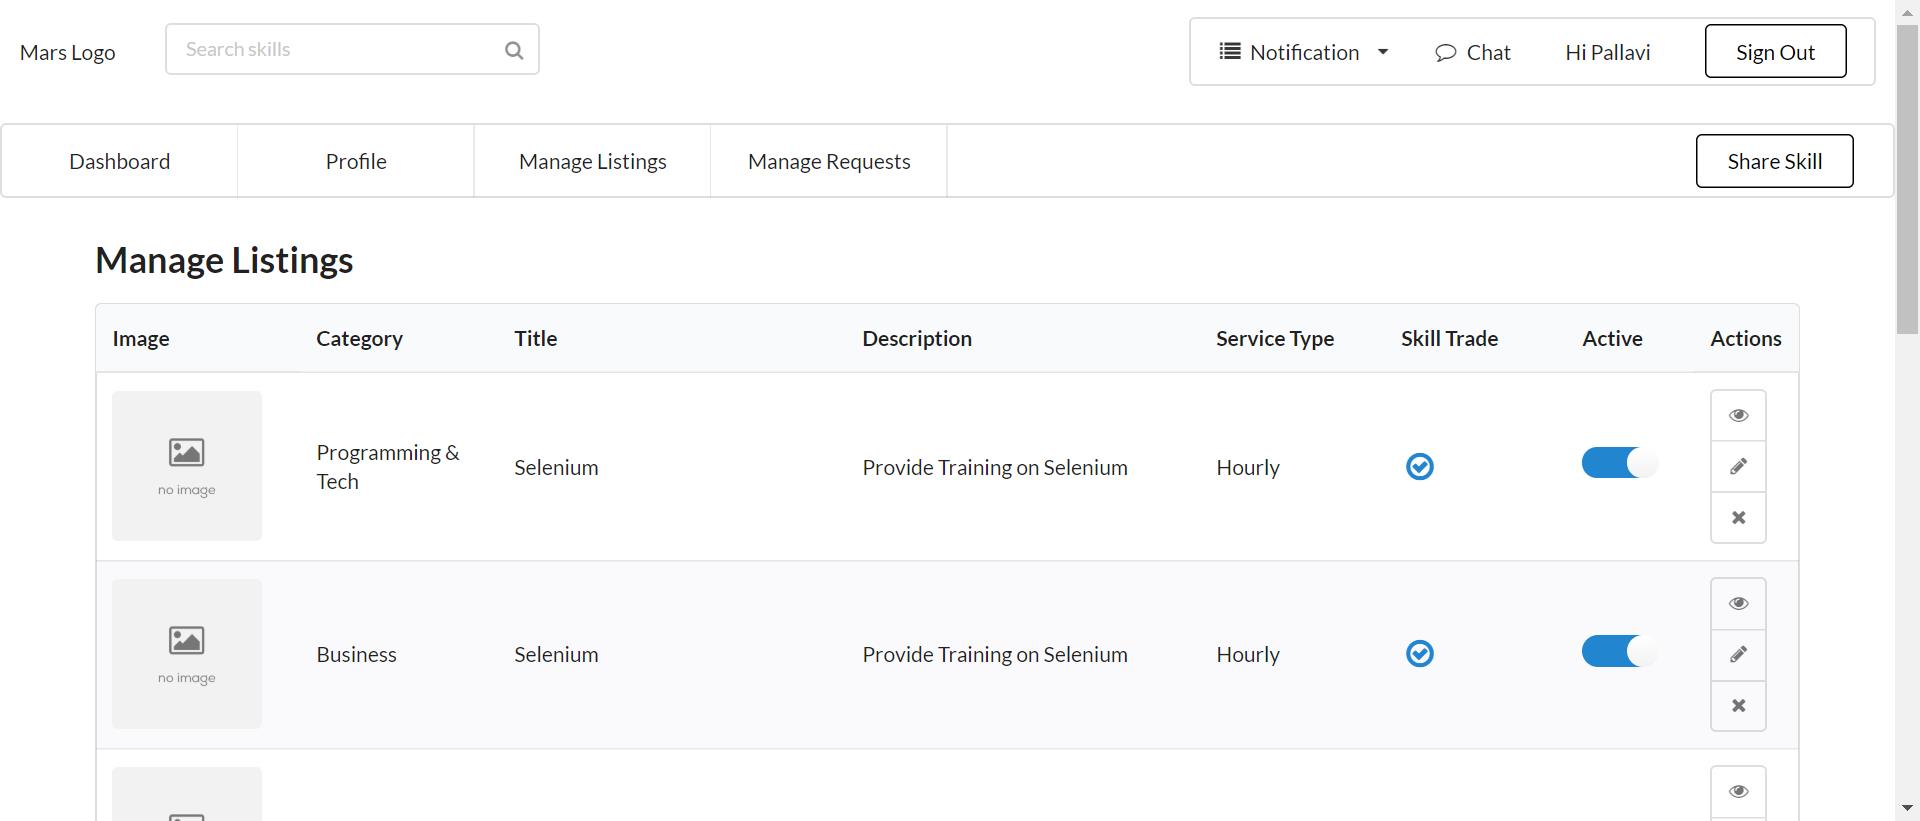 Mars Logo
Search skills
Notification
Chat
Hi Pallavi
Sign Out
Dashboard
Profile
Manage Listings
Manage Requests
Share Skill
Manage Listings
Image
Category
Title
Description
Service Type
Skill Trade
Active
Actions
no image
Programming &
Tech
Selenium
Provide Training on Selenium
Hourly
no image
Business
Selenium
Provide Training on Selenium
Hourly